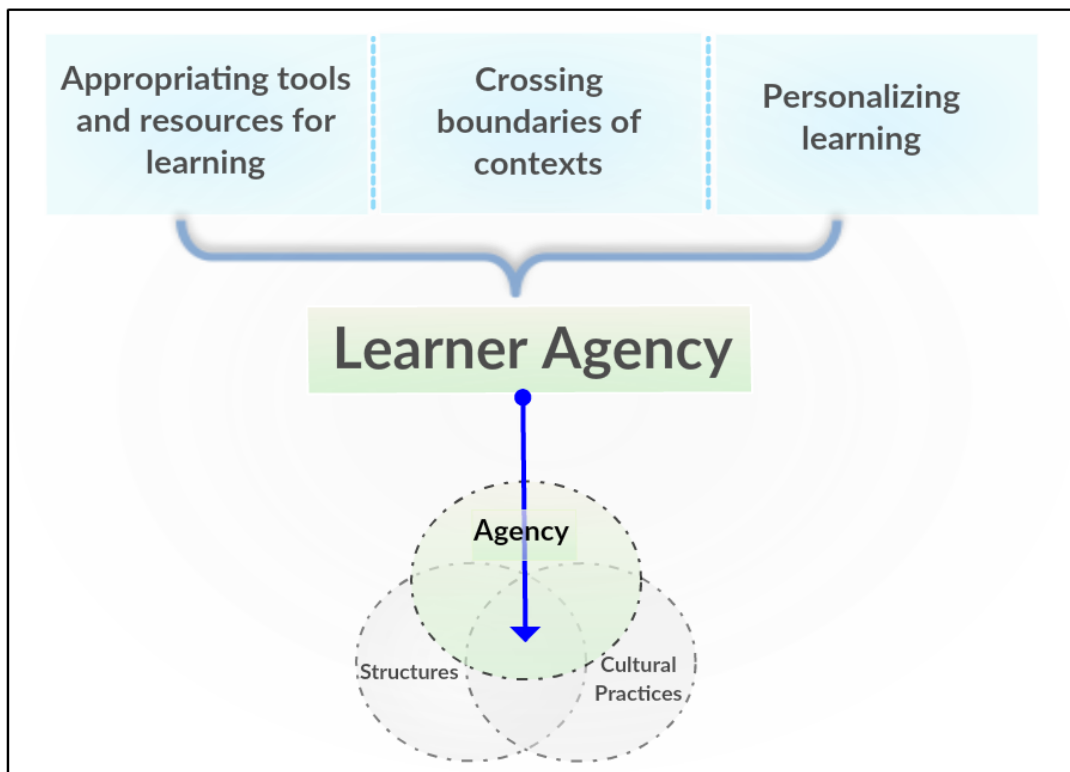 Appropriating tools
and resources for
learning
Crossing
boundaries of
contexts
Personalizing
learning
Learner Agency
Agency
Structures
Cultural
Practices